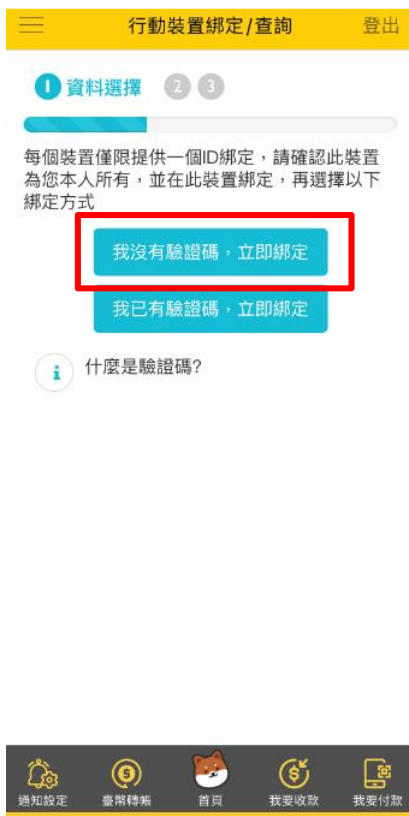 行動裝置綁定/查詢
登出
1 資料選擇 2 3
每個裝置僅限提供一個ID綁定，請確認此裝置
為您本人所有，並在此裝置綁定，再選擇以下
綁定方式
我沒有驗證碼，立即綁定
我已有驗證碼，立即綁定
i 什麼是驗證碼?
通知設定 臺幣轉帳 首頁 我要收款 我要付款